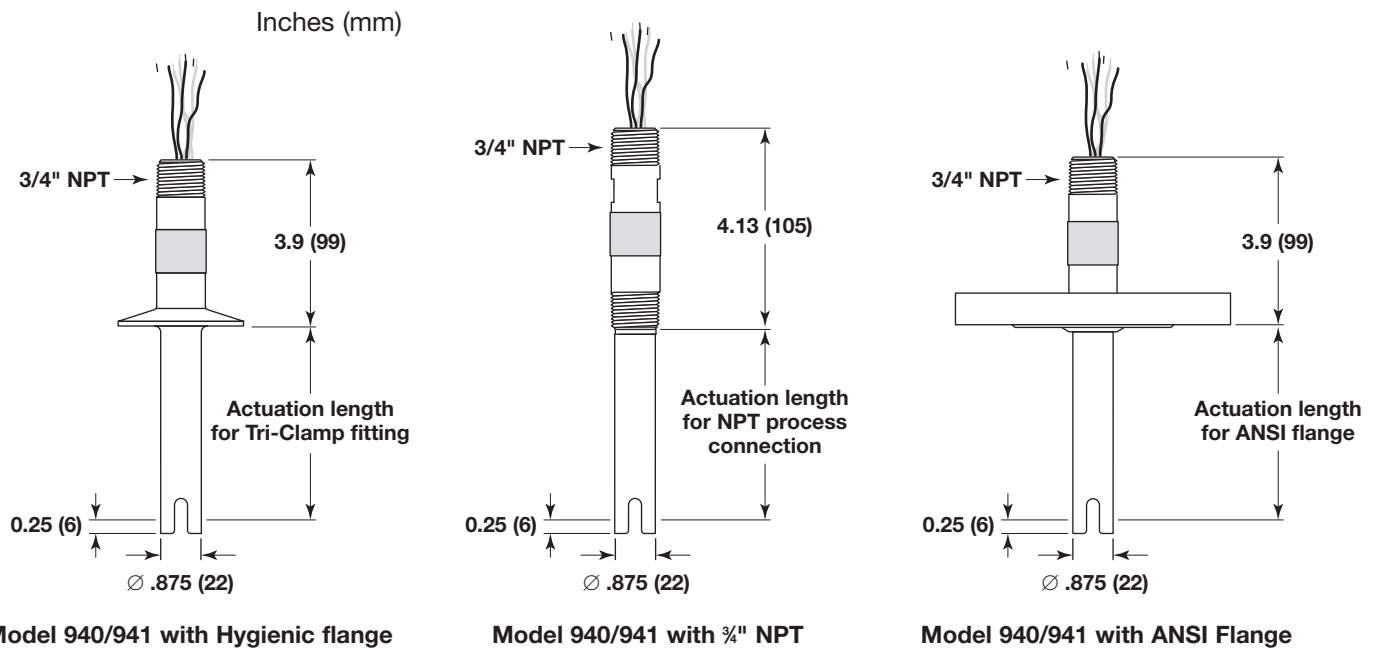 Inches (mm)
3/4" NPT
3.9 (99)
Actuation length
for Tri-Clamp fitting
0.25 (6)
∅ .875 (22)
Model 940/941 with Hygienic flange
3/4" NPT
4.13 (105)
Actuation length
for NPT process
connection
0.25 (6)
∅ .875 (22)
Model 940/941 with ¾" NPT
3/4" NPT
3.9 (99)
Actuation length
for ANSI flange
0.25 (6)
∅ .875 (22)
Model 940/941 with ANSI Flange